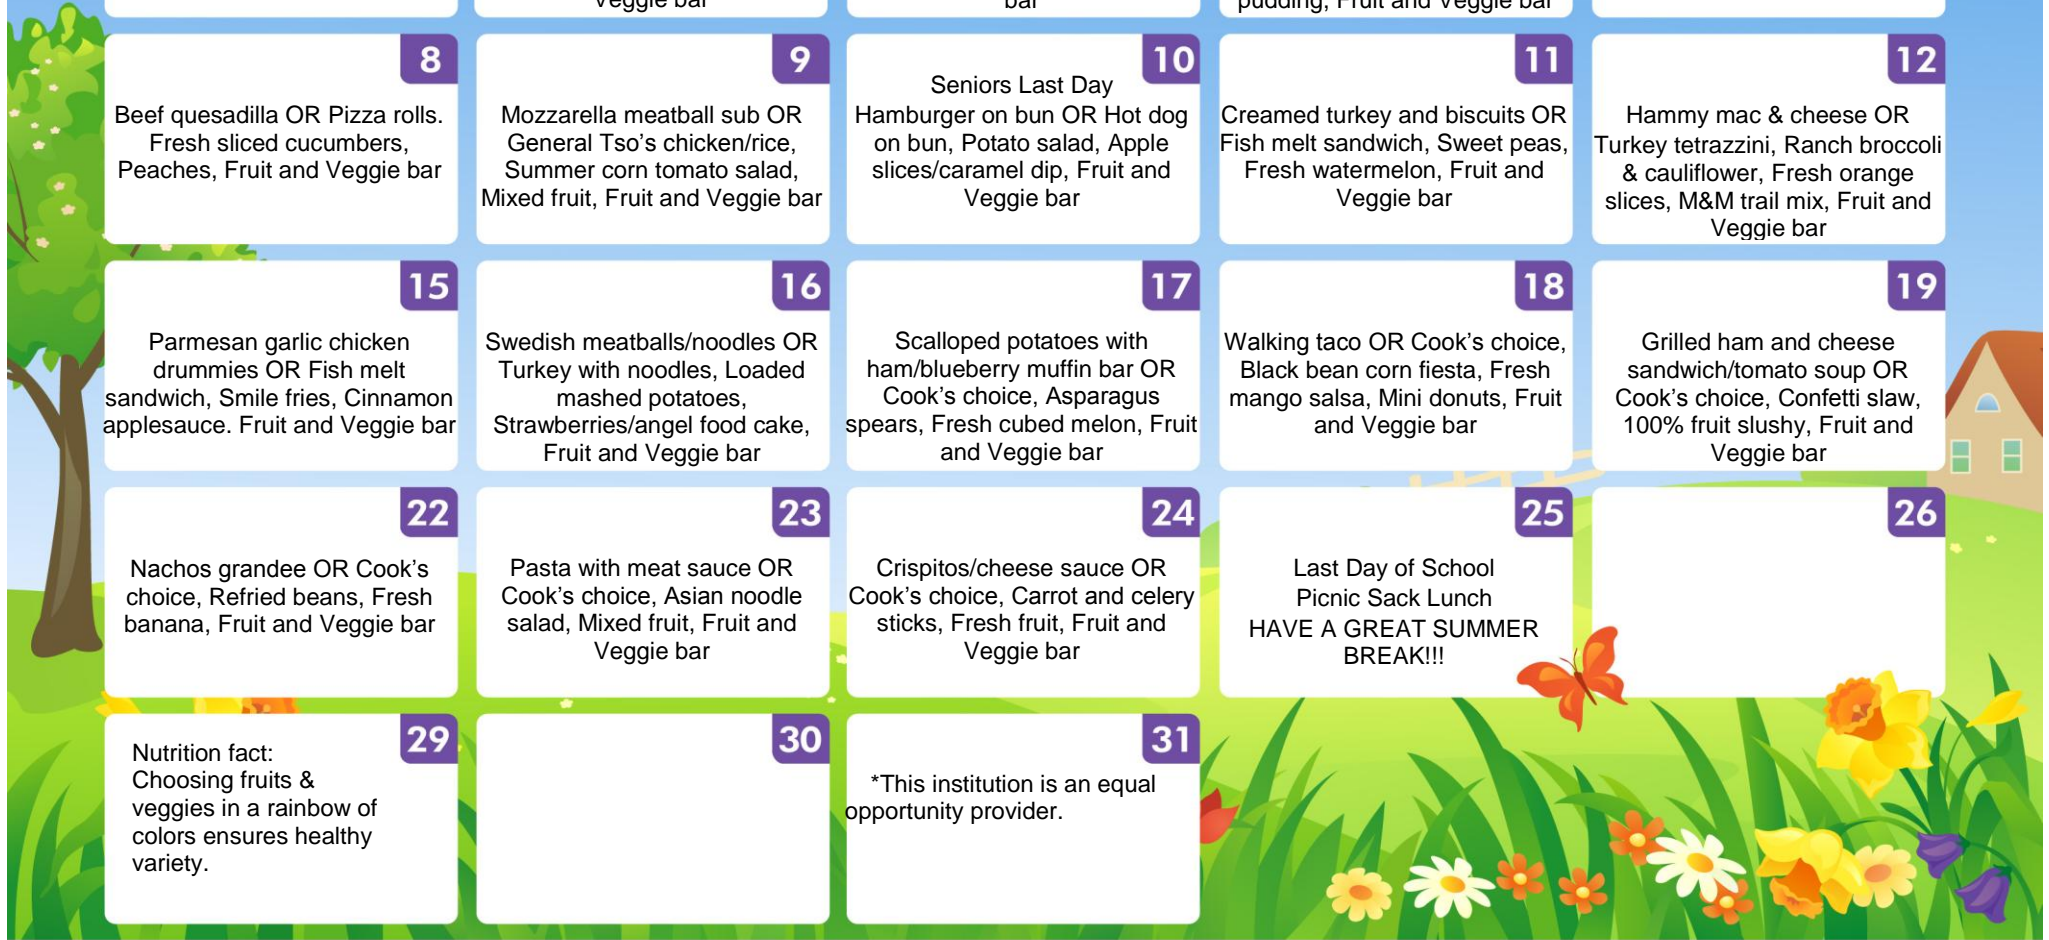 Veggie bar
bar
pudding, Fruit and Veggie bar
8
Beef quesadilla OR Pizza rolls.
Fresh sliced cucumbers,
Peaches, Fruit and Veggie bar
9
Mozzarella meatball sub OR
General Tso's chicken/rice,
Summer corn tomato salad,
Mixed fruit, Fruit and Veggie bar
10
Seniors Last Day
Hamburger on bun OR Hot dog
on bun, Potato salad, Apple
slices/caramel dip, Fruit and
Veggie bar
11
Creamed turkey and biscuits OR
Fish melt sandwich, Sweet peas,
Fresh watermelon, Fruit and
Veggie bar
12
Hammy mac & cheese OR
Turkey tetrazzini, Ranch broccoli
& cauliflower, Fresh orange
slices, M&M trail mix, Fruit and
Veggie bar
15
Parmesan garlic chicken
drummies OR Fish melt
sandwich, Smile fries, Cinnamon
applesauce. Fruit and Veggie bar
16
Swedish meatballs/noodles OR
Turkey with noodles, Loaded
mashed potatoes,
Strawberries/angel food cake,
Fruit and Veggie bar
17
Scalloped potatoes with
ham/blueberry muffin bar OR
Cook's choice, Asparagus
spears, Fresh cubed melon, Fruit
and Veggie bar
18
Walking taco OR Cook's choice,
Black bean corn fiesta, Fresh
mango salsa, Mini donuts, Fruit
and Veggie bar
19
Grilled ham and cheese
sandwich/tomato soup OR
Cook's choice, Confetti slaw,
100% fruit slushy, Fruit and
Veggie bar
22
Nachos grandee OR Cook's
choice, Refried beans, Fresh
banana, Fruit and Veggie bar
23
Pasta with meat sauce OR
Cook's choice, Asian noodle
salad, Mixed fruit, Fruit and
Veggie bar
24
Crispitos/cheese sauce OR
Cook's choice, Carrot and celery
sticks, Fresh fruit, Fruit and
Veggie bar
25
Last Day of School
Picnic Sack Lunch
HAVE A GREAT SUMMER
BREAK!!!
26
29
Nutrition fact:
Choosing fruits &
veggies in a rainbow of
colors ensures healthy
variety.
30
31
*This institution is an equal
opportunity provider.